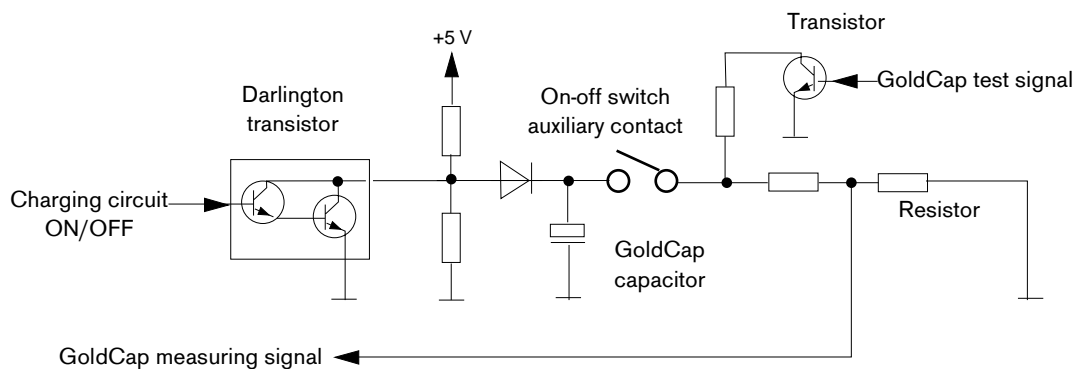 Transistor
+5 V
GoldCap test signal
Darlington
transistor
On-off switch
auxiliary contact
Charging circuit
ON/OFF
Resistor
GoldCap
capacitor
GoldCap measuring signal